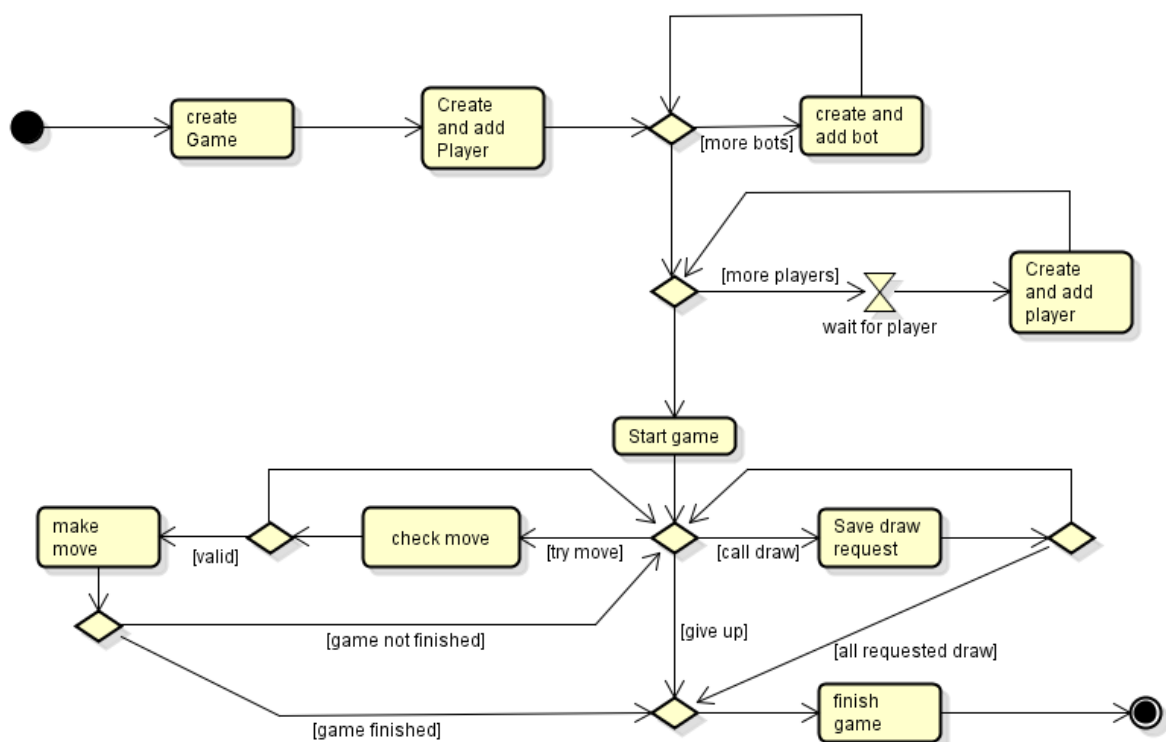 create
Game
Create
and add
Player
[more bots]
create and
add bot
[more players]
wait for player
Create
and add
player
Start game
make
move
[valid]
check move
[try move]
[call draw]
Save draw
request
[game not finished]
[give up]
[all requested draw]
[game finished]
finish
game